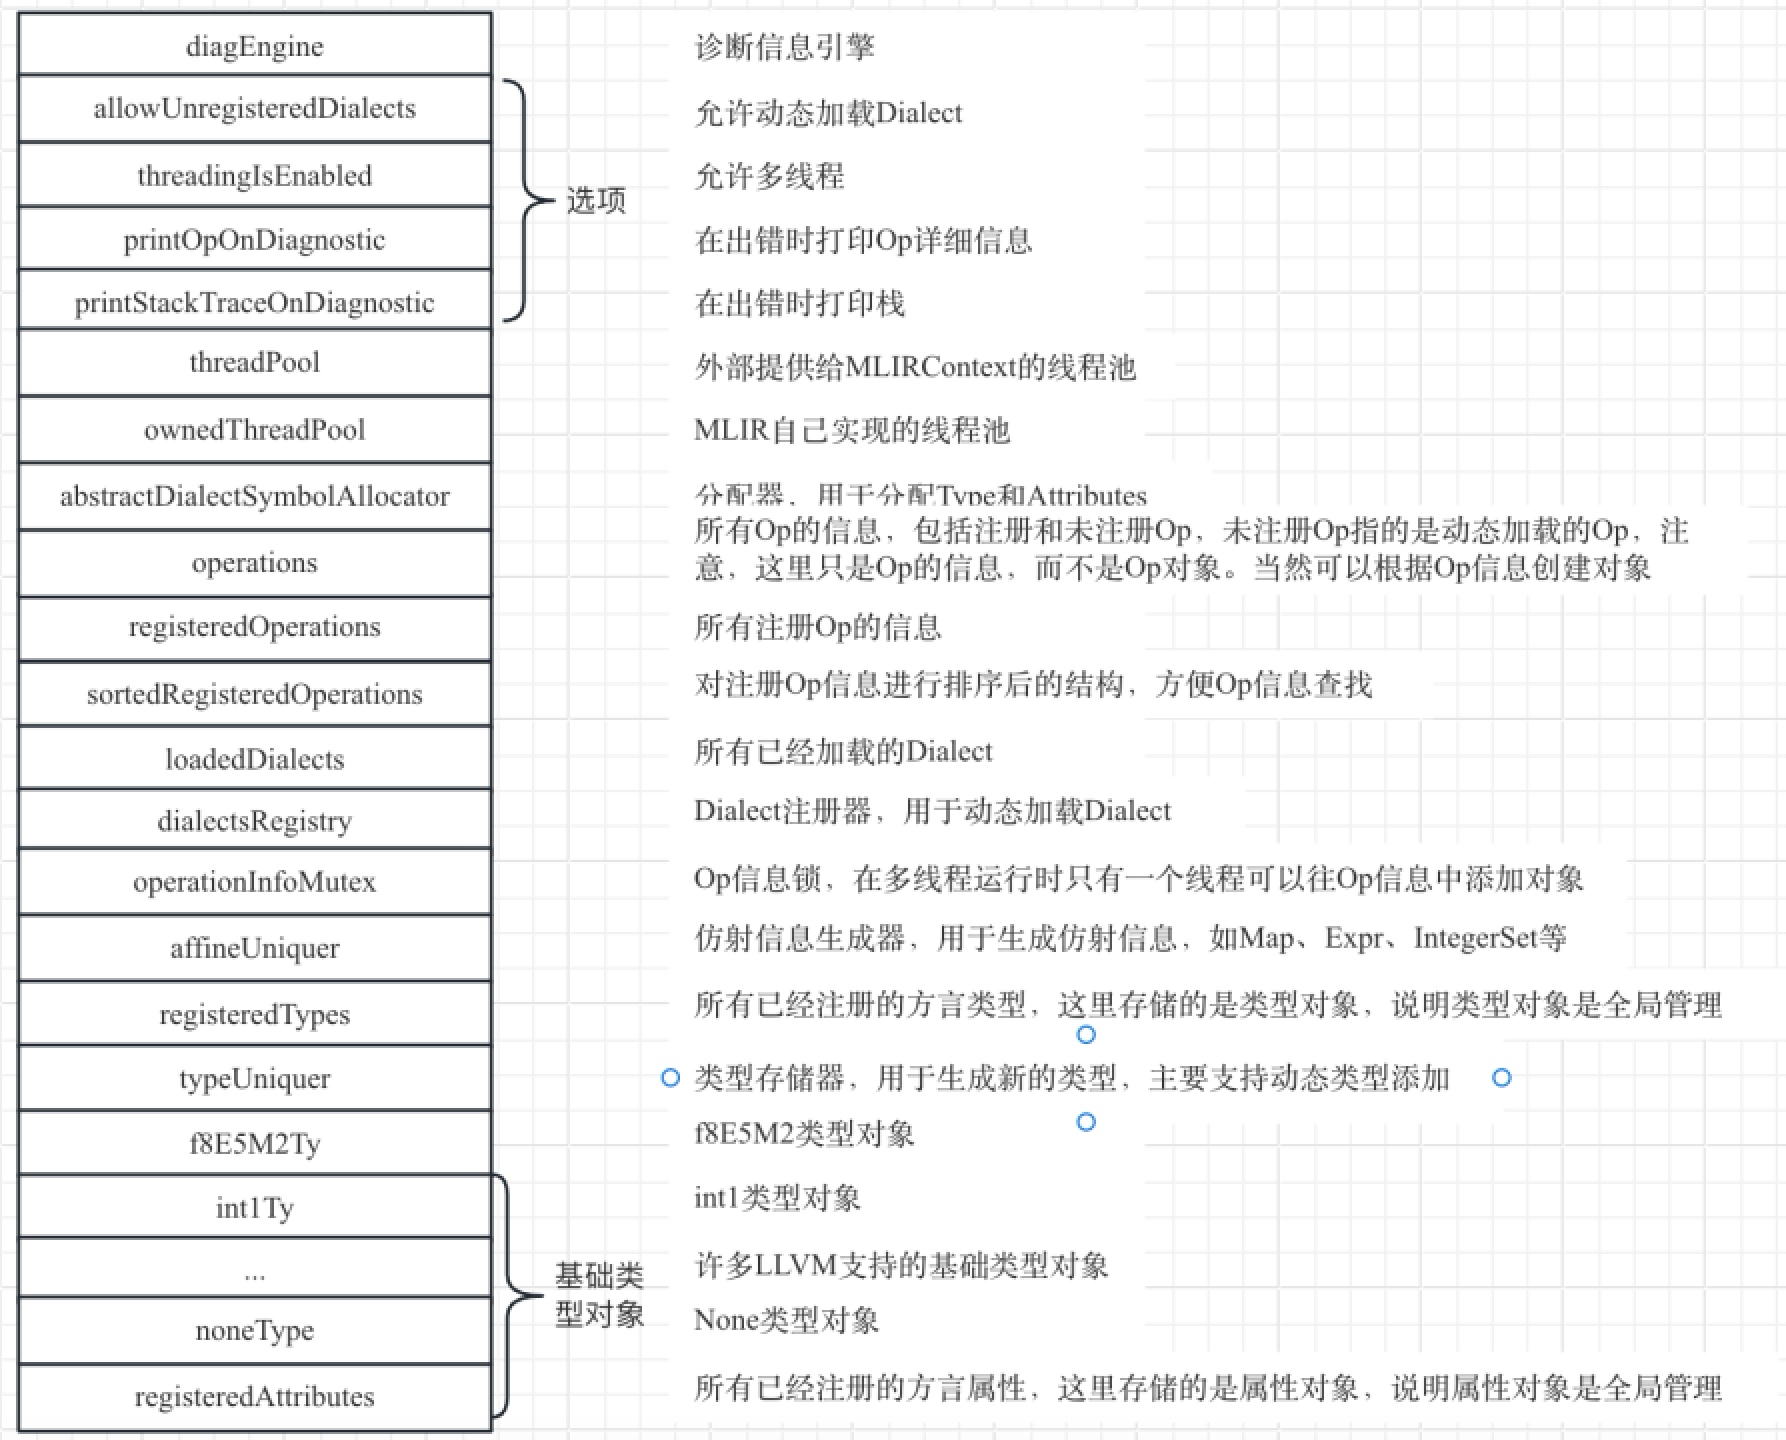 diagEngine
诊断信息引擎
allowUnregisteredDialects
允许动态加载Dialect
threadingIsEnabled
允许多线程
选项
printOpOnDiagnostic
在出错时打印Op详细信息
printStackTraceOnDiagnostic
在出错时打印栈
threadPool
外部提供给MLIRContext的线程池
ownedThreadPool
MLIR自己实现的线程池
abstractDialectSymbolAllocator
分配器，用于分配Type和Attributes
operations
所有Op的信息，包括注册和未注册Op，未注册Op指的是动态加载的Op，注
意，这里只是Op的信息，而不是Op对象。当然可以根据Op信息创建对象
registeredOperations
所有注册Op的信息
sortedRegisteredOperations
对注册Op信息进行排序后的结构，方便Op信息查找
loadedDialects
所有已经加载的Dialect
dialectsRegistry
Dialect注册器，用于动态加载Dialect
operationInfoMutex
Op信息锁，在多线程运行时只有一个线程可以往Op信息中添加对象
affineUniquer
仿射信息生成器，用于生成仿射信息，如Map、Expr、IntegerSet等
registeredTypes
所有已经注册的方言类型，这里存储的是类型对象，说明类型对象是全局管理
typeUniquer
类型存储器，用于生成新的类型，主要支持动态类型添加
f8E5M2Ty
f8E5M2类型对象
int1Ty
int1类型对象
...
许多LLVM支持的基础类型对象
基础类
型对象
noneType
None类型对象
registeredAttributes
所有已经注册的方言属性，这里存储的是属性对象，说明属性对象是全局管理